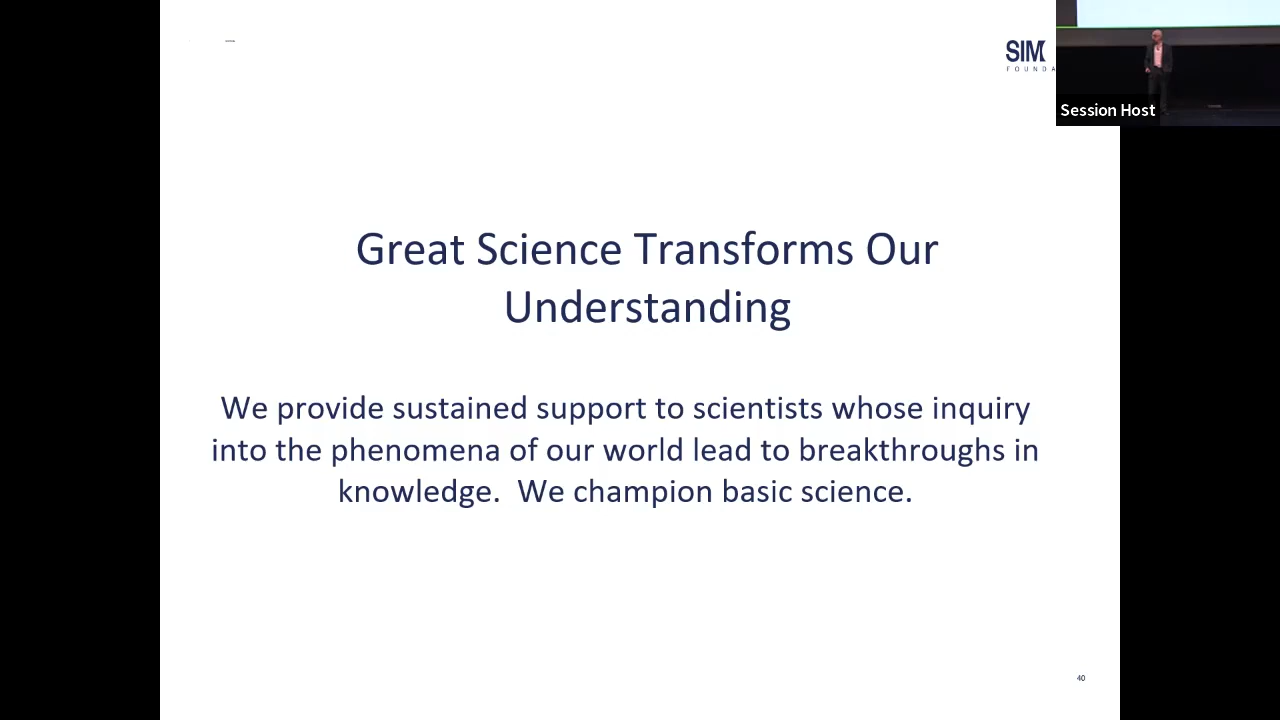 SIM
FOUNDA
Session Host
Great Science Transforms Our
Understanding
We provide sustained support to scientists whose inquiry
into the phenomena of our world lead to breakthroughs in
knowledge.  We champion basic science.
40